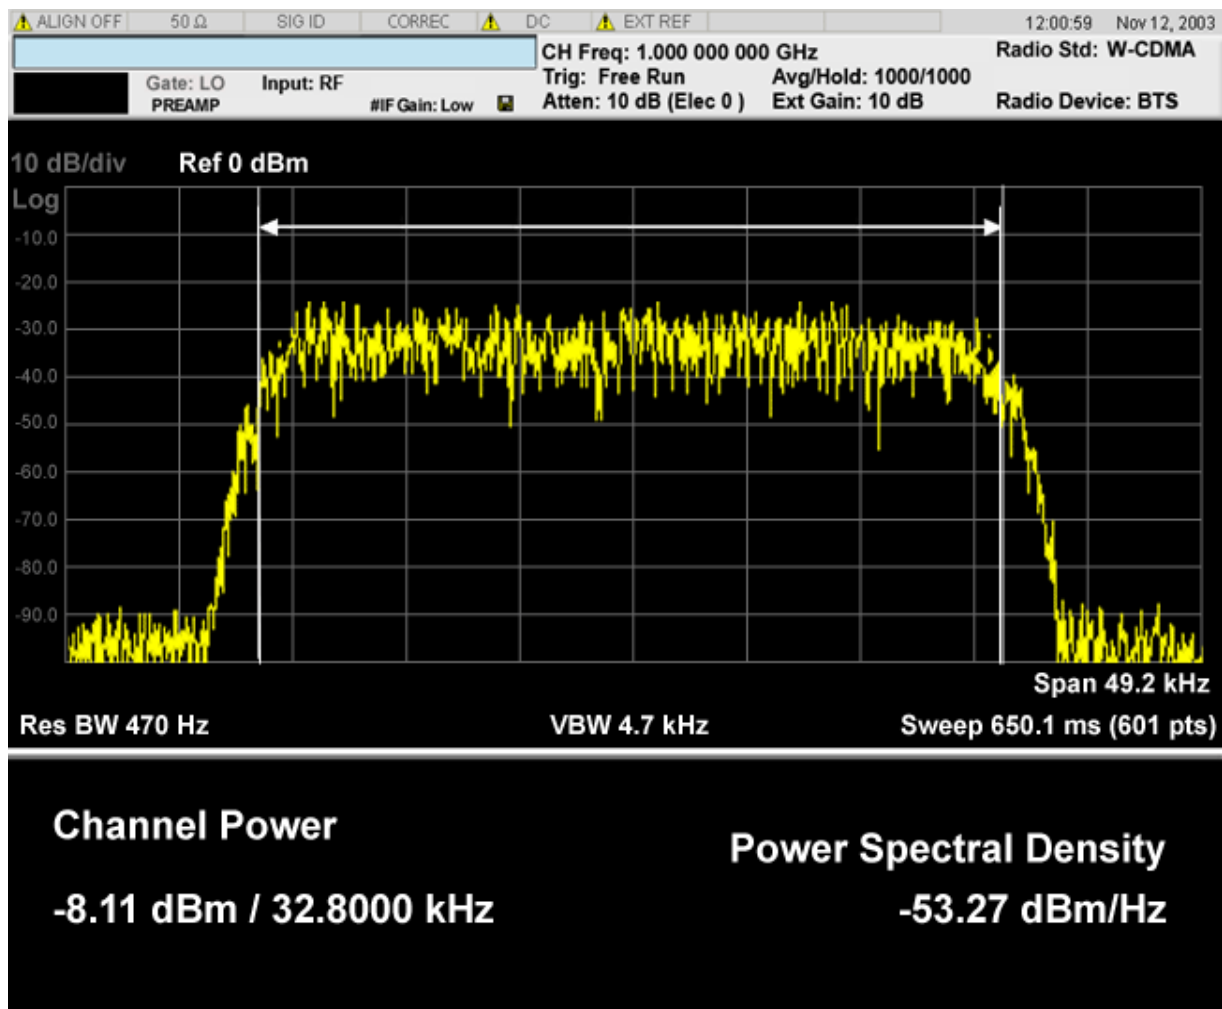 ALIGN OFF 50 Ω SIG ID CORREC DC EXT REF 12:00:59 Nov 12, 2003
CH Freq: 1.000 000 000 GHz Radio Std: W-CDMA
Gate: LO Input: RF Trig: Free Run Avg/Hold: 1000/1000
PREAMP #IF Gain: Low Atten: 10 dB (Elec 0 ) Ext Gain: 10 dB Radio Device: BTS
10 dB/div Ref 0 dBm
Log
-10.0
-20.0
-30.0
-40.0
-50.0
-60.0
-70.0
-80.0
-90.0
Span 49.2 kHz
Res BW 470 Hz VBW 4.7 kHz Sweep 650.1 ms (601 pts)
Channel Power
Power Spectral Density
-8.11 dBm / 32.8000 kHz -53.27 dBm/Hz